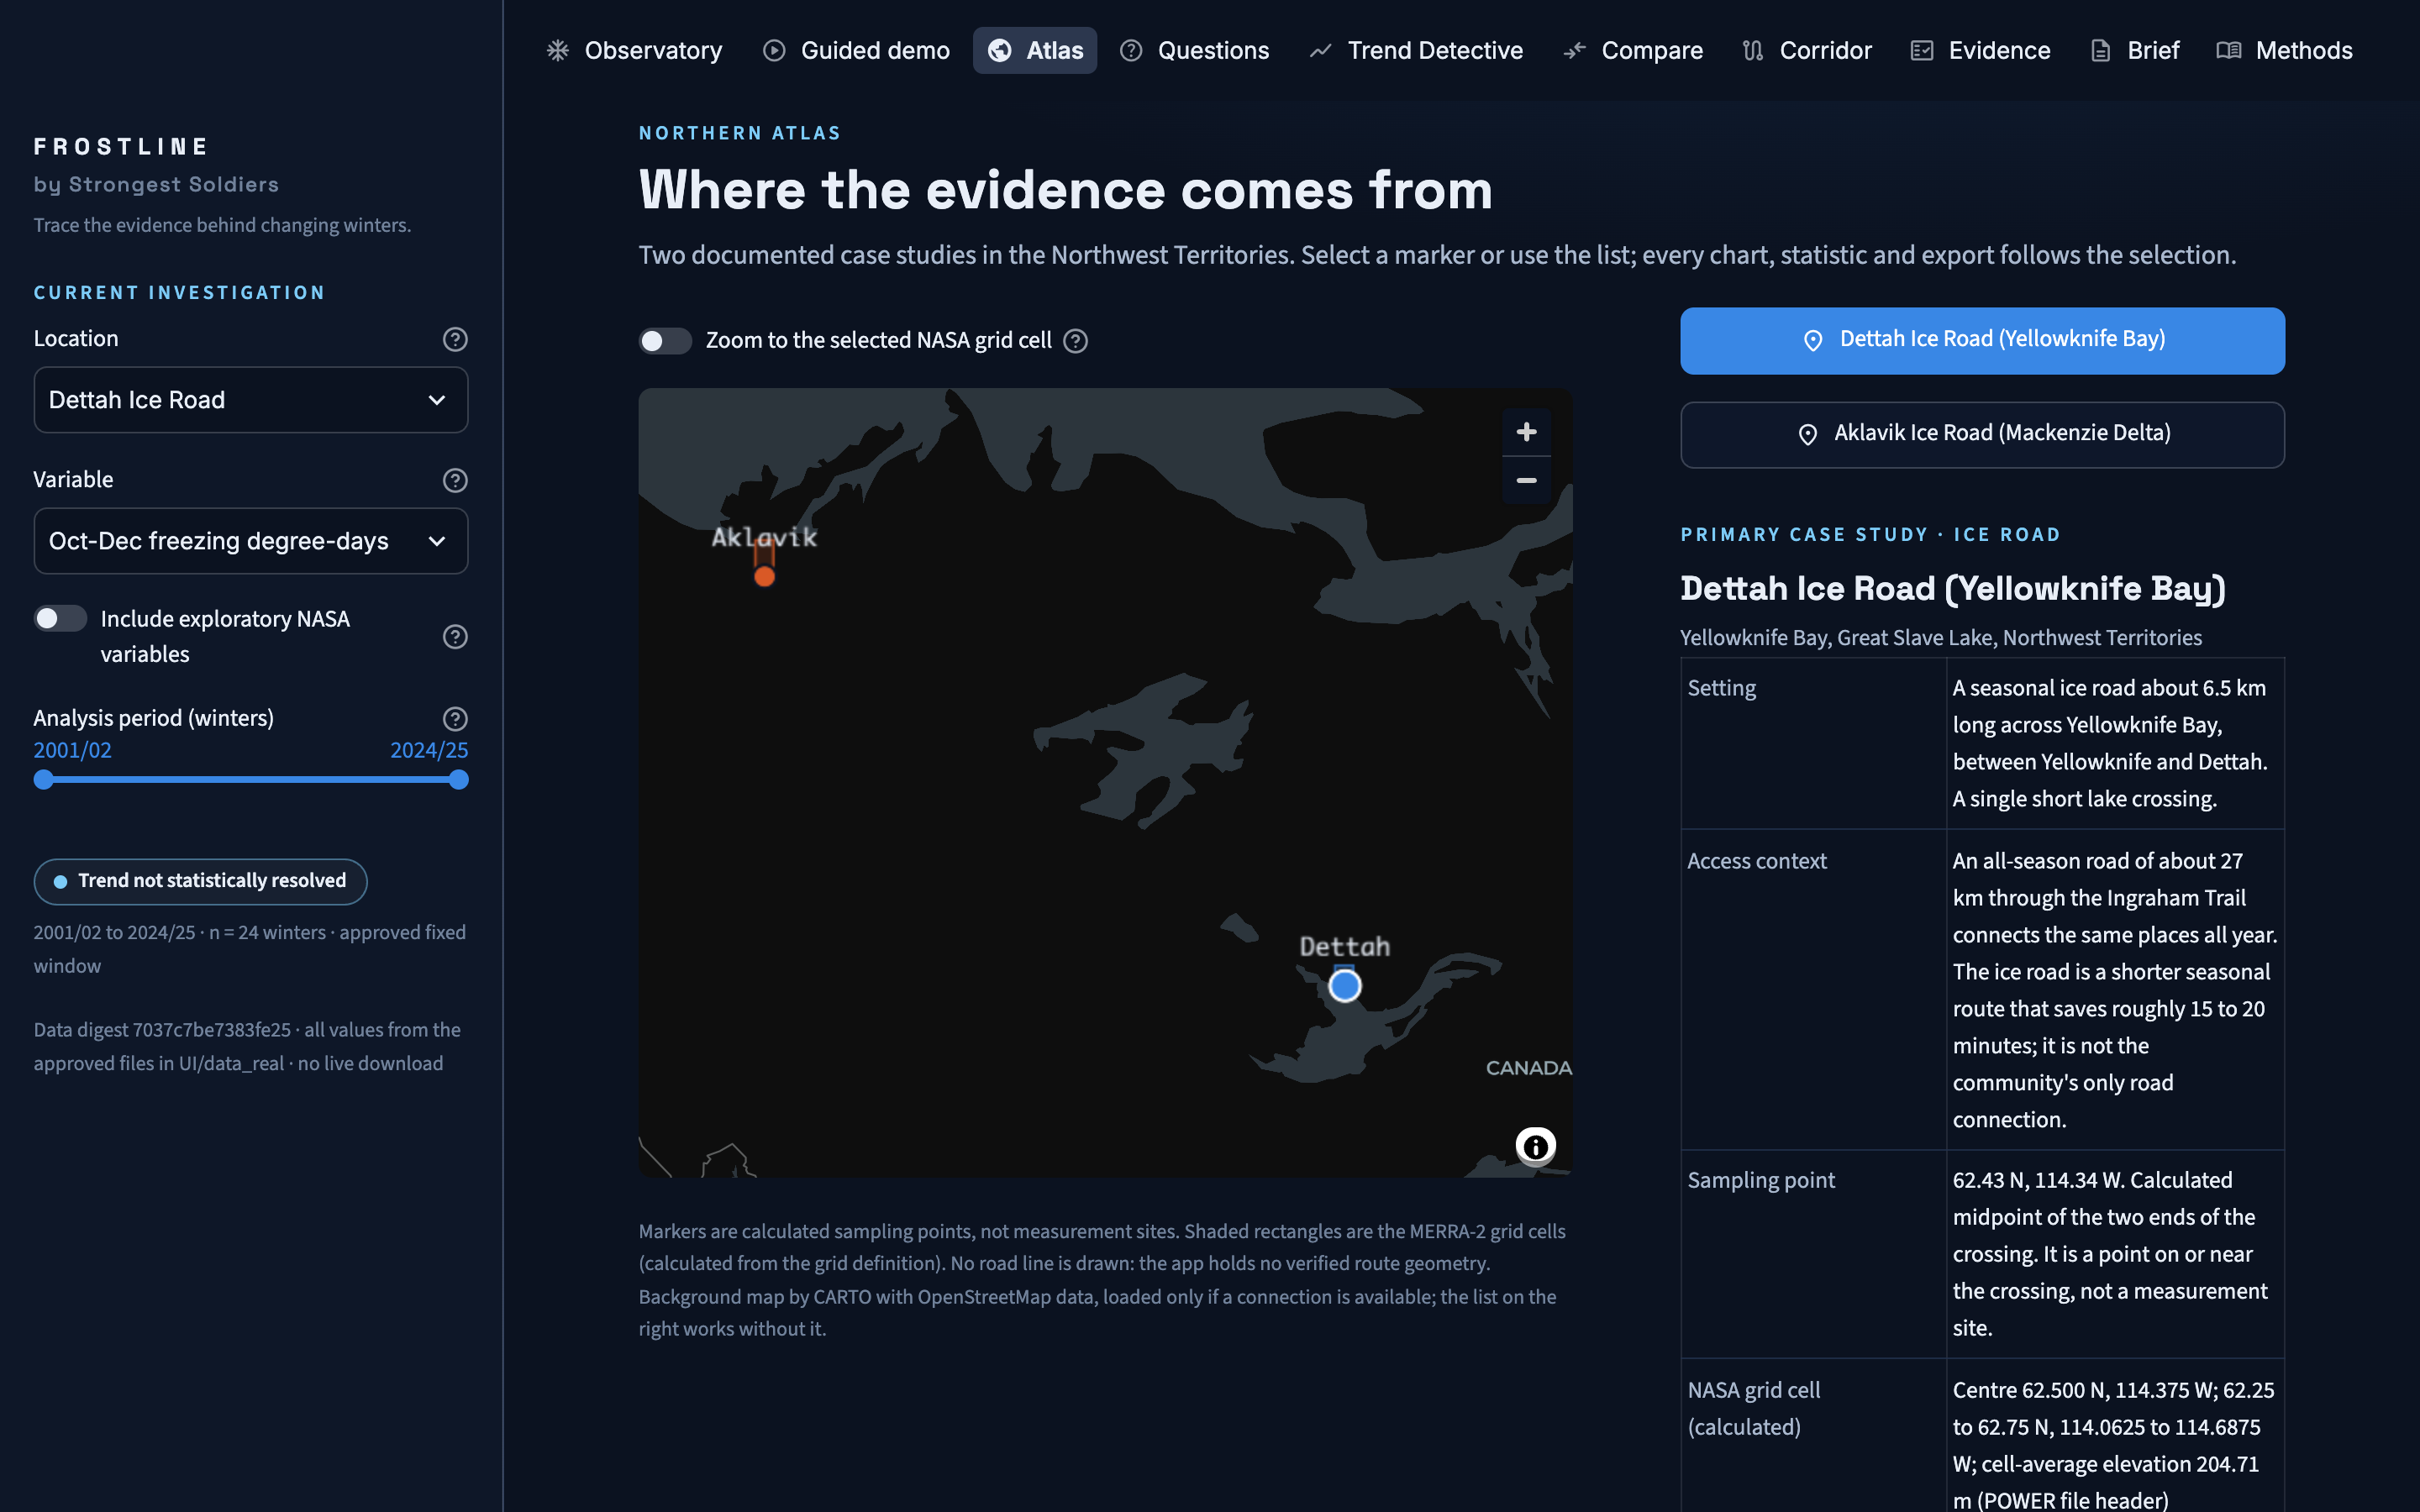 Observatory
Guided demo
Atlas
Questions
Trend Detective
Compare
Corridor
Evidence
Brief
Methods
FROSTLINE
by Strongest Soldiers
Trace the evidence behind changing winters.
CURRENT INVESTIGATION
Location
Dettah Ice Road
Variable
Oct-Dec freezing degree-days
Include exploratory NASA
variables
Analysis period (winters)
2001/02 2024/25
Trend not statistically resolved
2001/02 to 2024/25 · n = 24 winters · approved fixed
window
Data digest 7037c7be7383fe25 · all values from the
approved files in UI/data_real · no live download
NORTHERN ATLAS
Where the evidence comes from
Two documented case studies in the Northwest Territories. Select a marker or use the list; every chart, statistic and export follows the selection.
Zoom to the selected NASA grid cell
Aklavik
Dettah
CANADA
Markers are calculated sampling points, not measurement sites. Shaded rectangles are the MERRA-2 grid cells
(calculated from the grid definition). No road line is drawn: the app holds no verified route geometry.
Background map by CARTO with OpenStreetMap data, loaded only if a connection is available; the list on the
right works without it.
Dettah Ice Road (Yellowknife Bay)
Aklavik Ice Road (Mackenzie Delta)
PRIMARY CASE STUDY · ICE ROAD
Dettah Ice Road (Yellowknife Bay)
Yellowknife Bay, Great Slave Lake, Northwest Territories
Setting
A seasonal ice road about 6.5 km
long across Yellowknife Bay,
between Yellowknife and Dettah.
A single short lake crossing.
Access context
An all-season road of about 27
km through the Ingraham Trail
connects the same places all year.
The ice road is a shorter seasonal
route that saves roughly 15 to 20
minutes; it is not the
community's only road
connection.
Sampling point
62.43 N, 114.34 W. Calculated
midpoint of the two ends of the
crossing. It is a point on or near
the crossing, not a measurement
site.
NASA grid cell
(calculated)
Centre 62.500 N, 114.375 W; 62.25
to 62.75 N, 114.0625 to 114.6875
W; cell-average elevation 204.71
m (POWER file header)